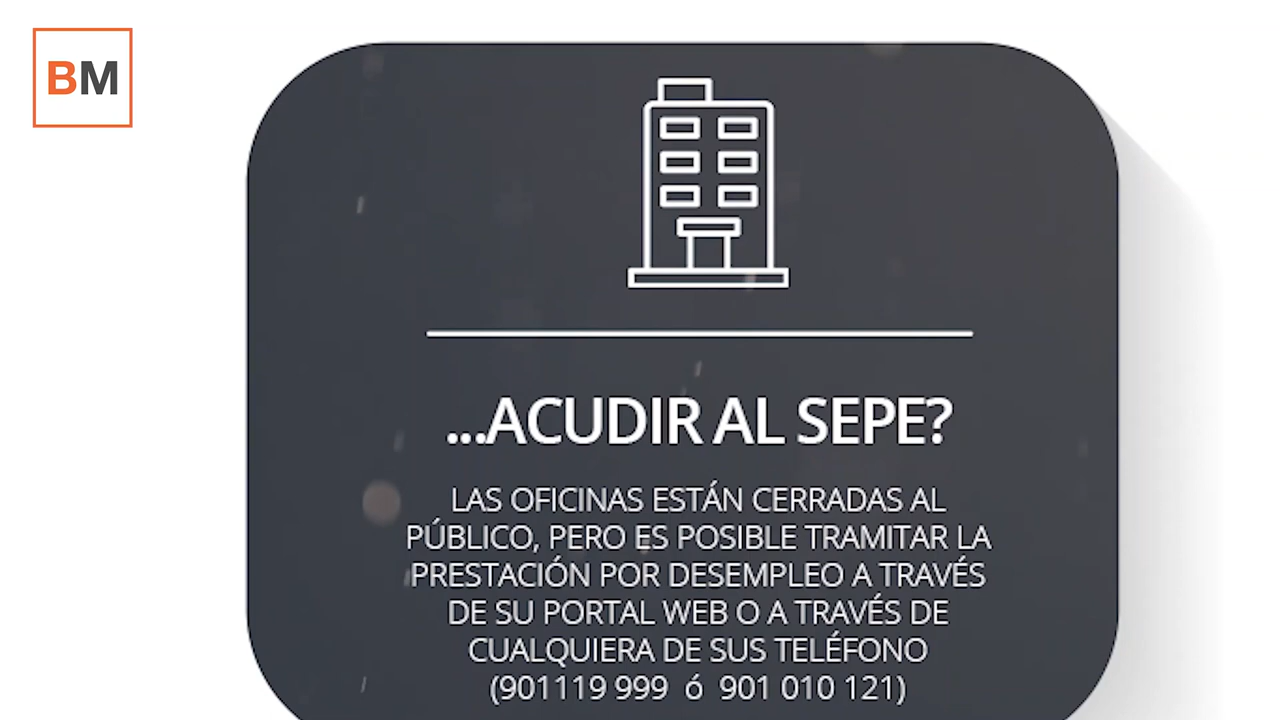 BM
...ACUDIR AL SEPE?
LAS OFICINAS ESTÁN CERRADAS AL
PÚBLICO, PERO ES POSIBLE TRAMITAR LA
PRESTACIÓN POR DESEMPLEO A TRAVÉS
DE SU PORTAL WEB O A TRAVÉS DE
CUALQUIERA DE SUS TELÉFONO
(901119 999 ó 901 010 121)